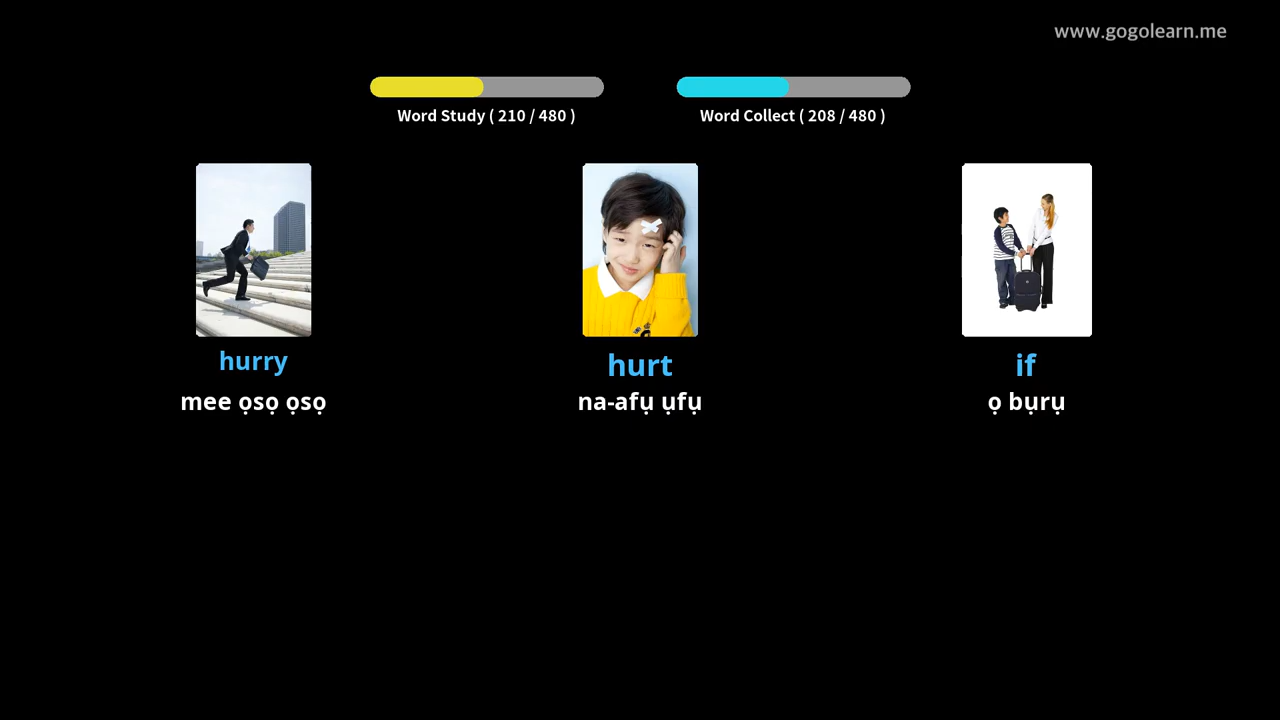 www.gogolearn.me
Word Study ( 210 / 480 )
Word Collect ( 208 / 480 )
hurry
mee ọsọ ọsọ
hurt
na-afụ ụfụ
if
ọ bụrụ